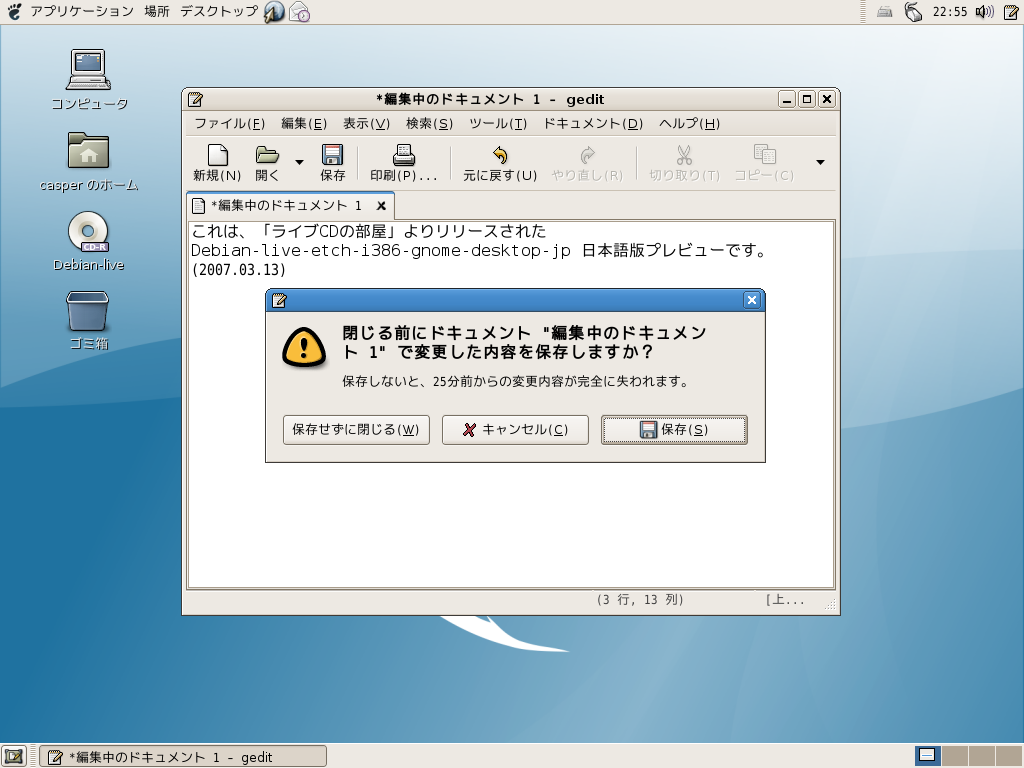 アプリケーション 場所 デスクトップ 22:55
コンピュータ
casper のホーム
Debian-live
ゴミ箱
*編集中のドキュメント 1 - gedit
ファイル(F) 編集(E) 表示(V) 検索(S) ツール(T) ドキュメント(D) ヘルプ(H)
新規(N) 開く 保存 印刷(P)... 元に戻す(U) やり直し(R) 切り取り(T) コピー(C)
*編集中のドキュメント 1
これは、「ライブCDの部屋」よりリリースされた
Debian-live-etch-i386-gnome-desktop-jp 日本語版プレビューです。
(2007.03.13)
閉じる前にドキュメント "編集中のドキュメン
ト 1" で変更した内容を保存しますか？
保存しないと、25分前からの変更内容が完全に失われます。
保存せずに閉じる(W) キャンセル(C) 保存(S)
(3 行, 13 列) [上...
*編集中のドキュメント 1 - gedit
CD-R